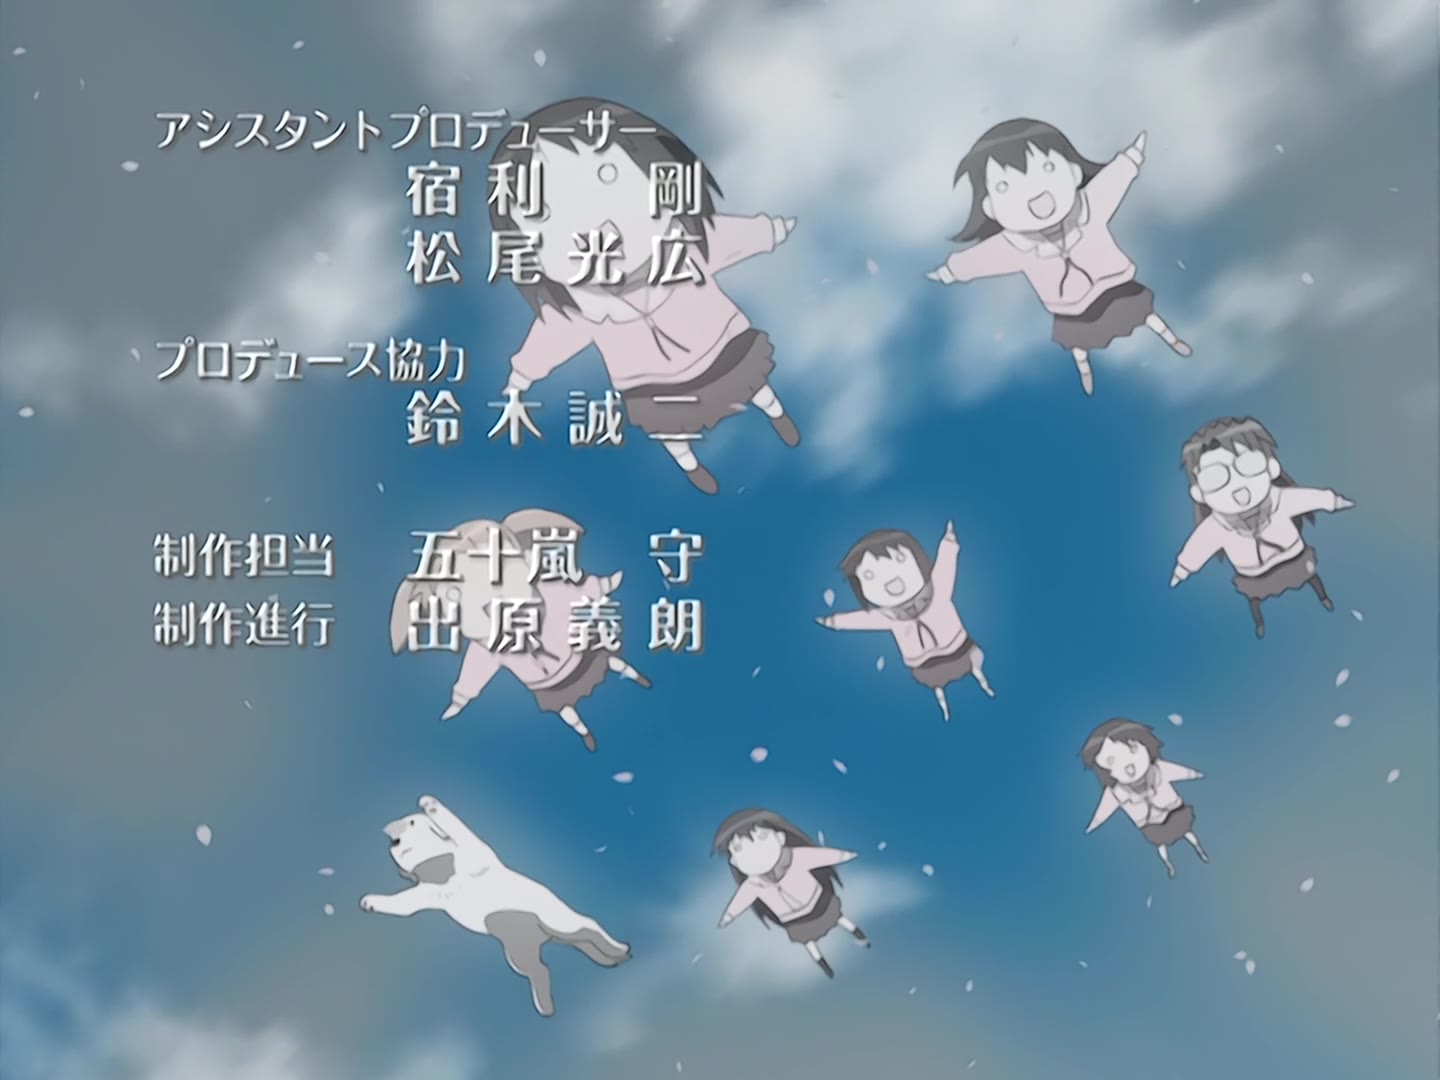 アシスタントプロデューサー
宿利 剛
松尾光広
プロデュース協力
鈴木誠二
制作担当 五十嵐 守
制作進行 出原義朗